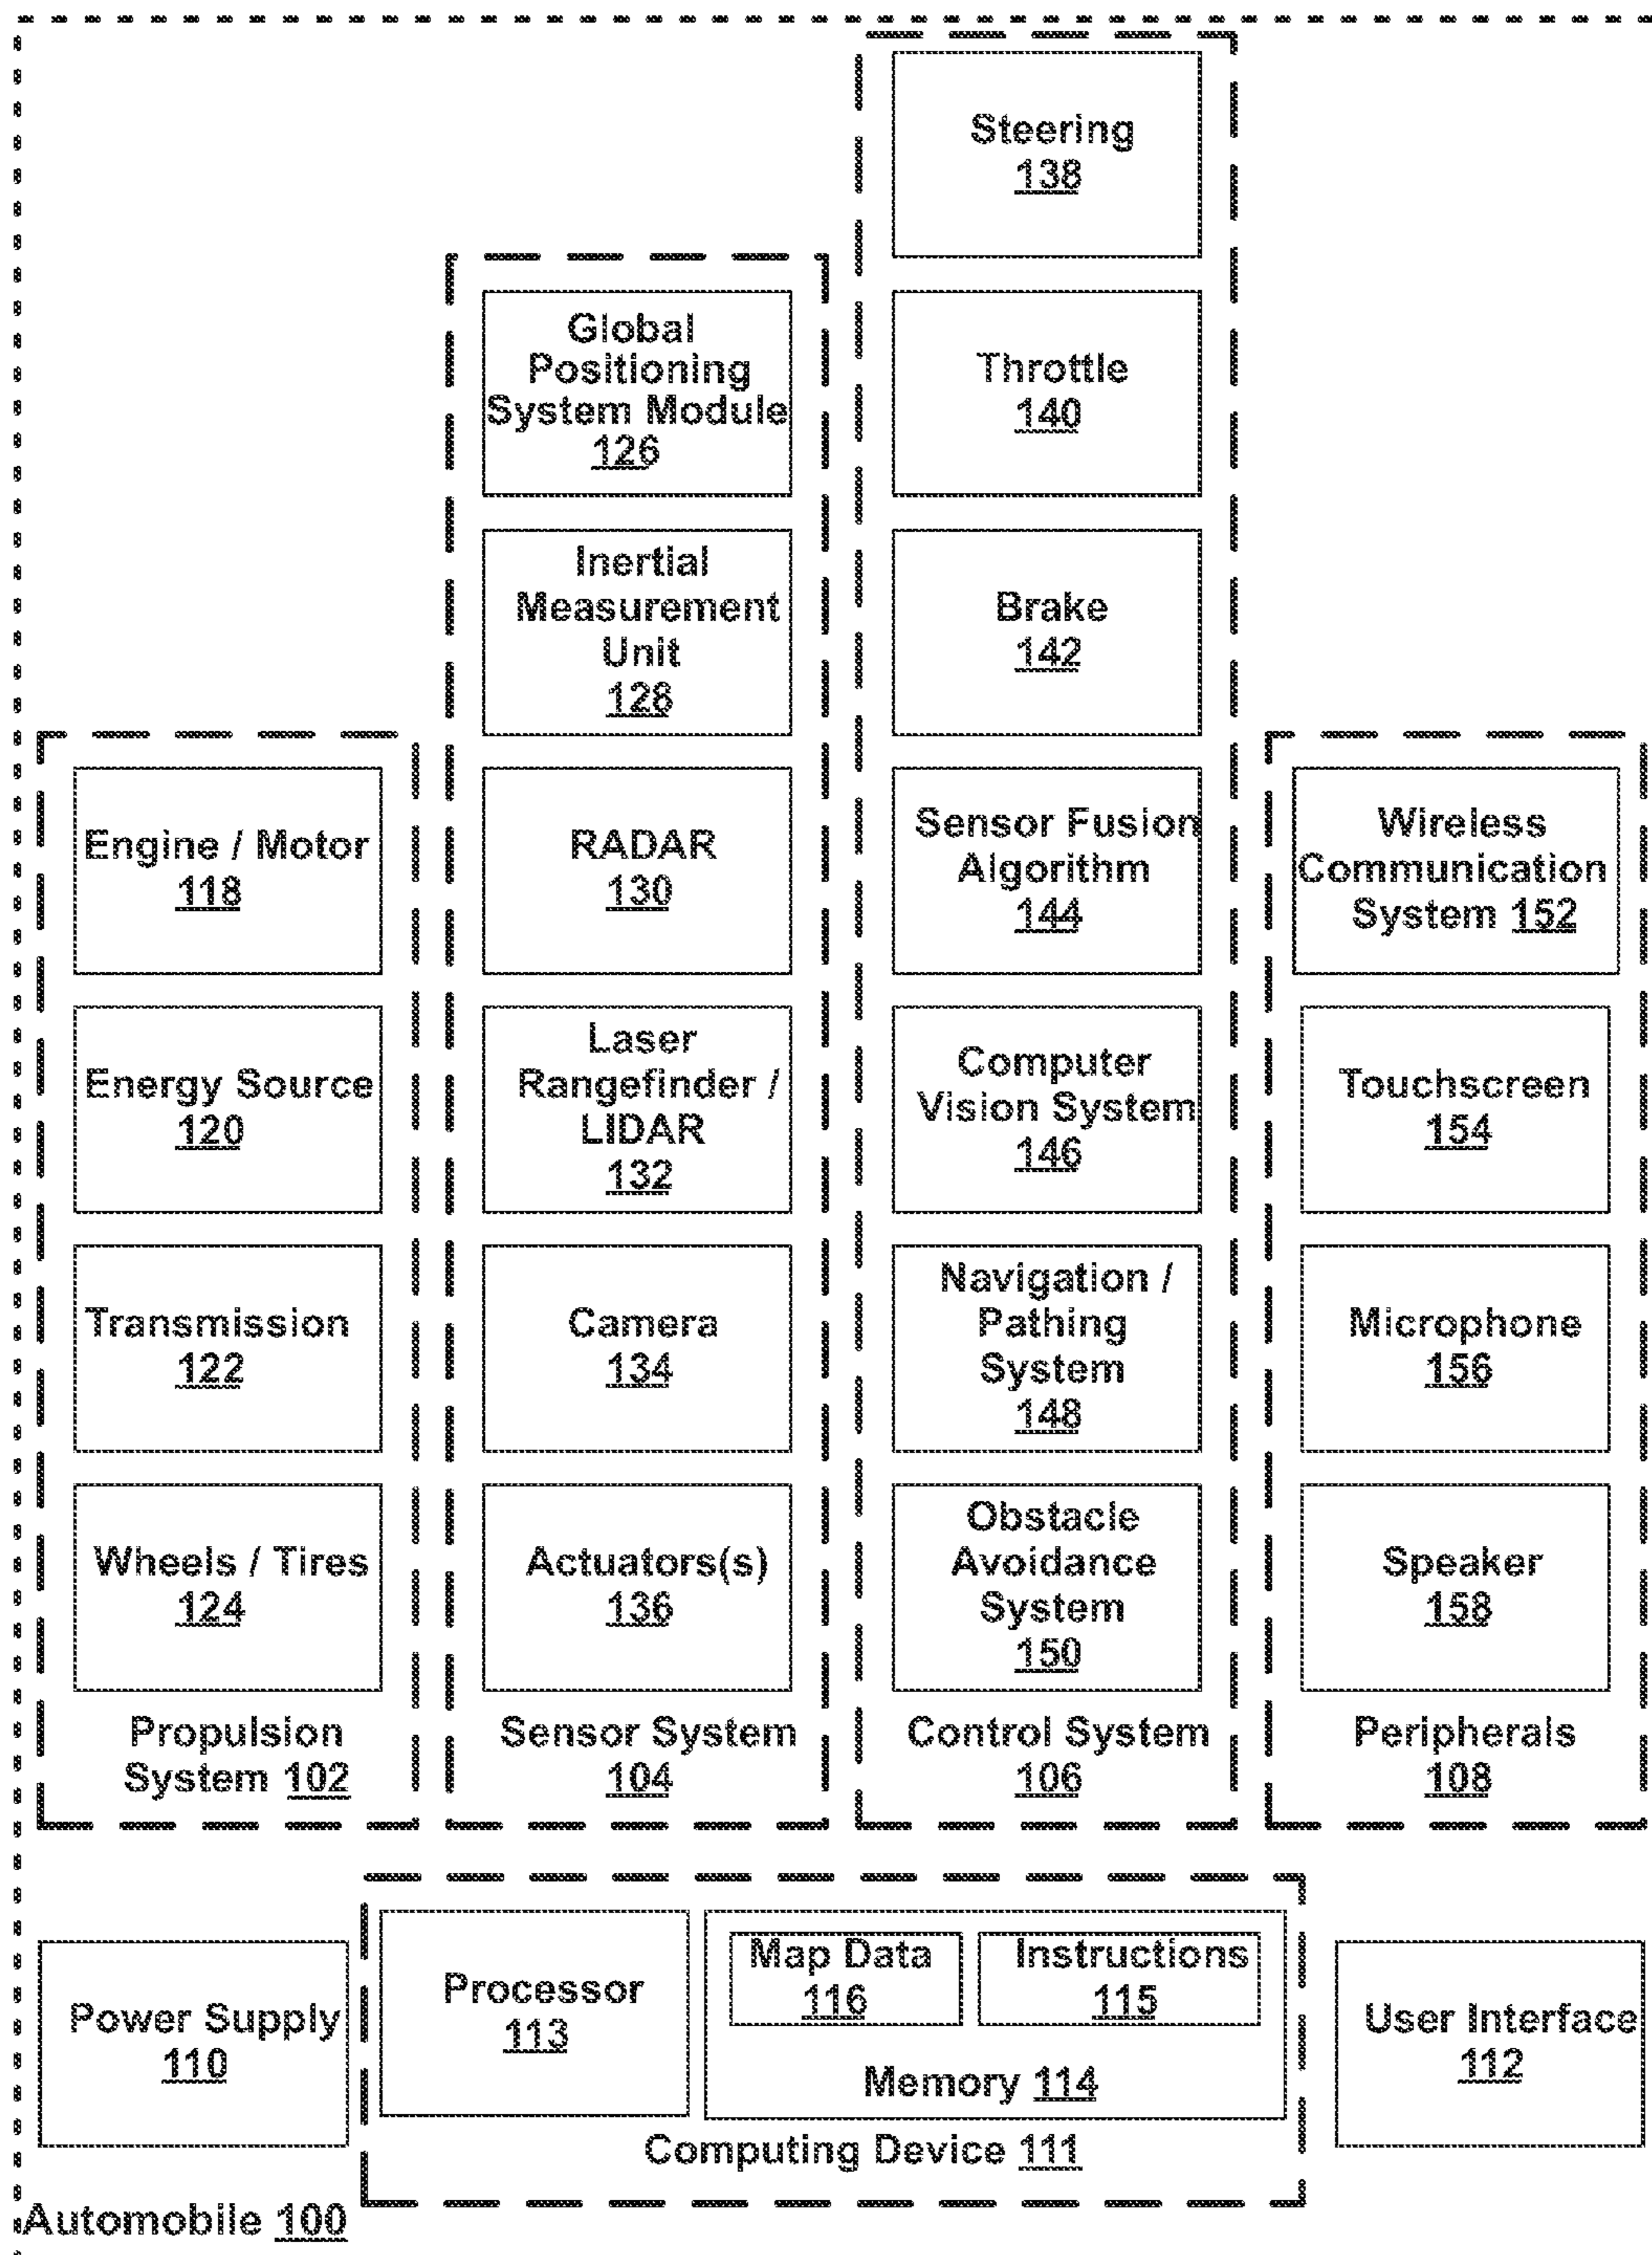 Steering
138
Throttle
140
Brake
142
Sensor Fusion
Algorithm
144
Computer
Vision System
146
Navigation /
Pathing
System
148
Obstacle
Avoidance
System
150
Control System
106
Global
Positioning
System Module
126
Inertial
Measurement
Unit
128
RADAR
130
Laser
Rangefinder /
LIDAR
132
Camera
134
Actuators(s)
136
Sensor System
104
Engine / Motor
118
Energy Source
120
Transmission
122
Wheels / Tires
124
Propulsion
System 102
Wireless
Communication
System 152
Touchscreen
154
Microphone
156
Speaker
158
Peripherals
108
Power Supply
110
Processor
113
Map Data
116
Instructions
115
Memory 114
Computing Device 111
User Interface
112
Automobile 100